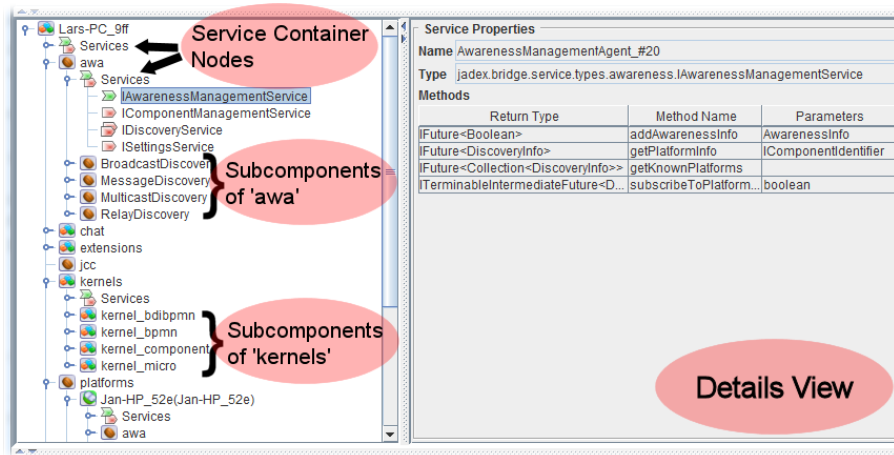 Lars-PC_9ff
Services
awa
Services
IAwarenessManagementService
IComponentManagementService
IDiscoveryService
ISettingsService
BroadcastDiscover
MessageDiscovery
MulticastDiscovery
RelayDiscovery
chat
extensions
jcc
kernels
Services
kernel_bdibpmn
kernel_bpmn
kernel_component
kernel_micro
platforms
Jan-HP_52e(Jan-HP_52e)
Services
awa
Service Container
Nodes
Subcomponents
of 'awa'
Subcomponents
of 'kernels'
Service Properties
Name AwarenessManagementAgent_#20
Type jadex.bridge.service.types.awareness.IAwarenessManagementService
Methods
Return Type Method Name Parameters
IFuture<Boolean> addAwarenessInfo AwarenessInfo
IFuture<DiscoveryInfo> getPlatformInfo IComponentIdentifier
IFuture<Collection<DiscoveryInfo>> getKnownPlatforms
ITerminableIntermediateFuture<D... subscribeToPlatform... boolean
Details View